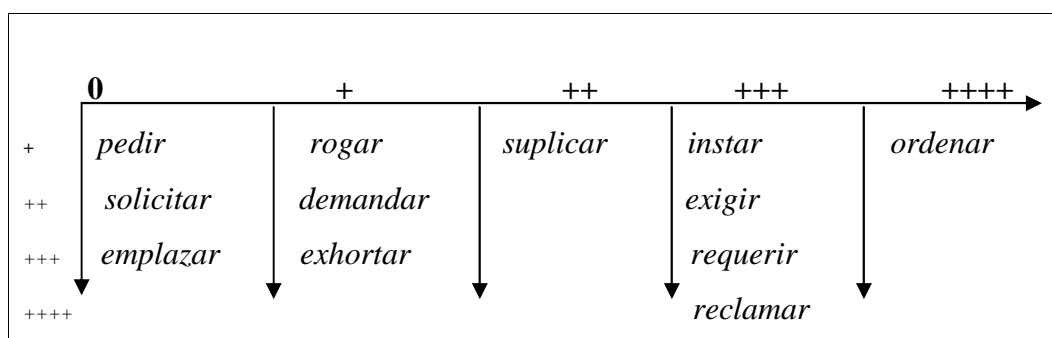 0 + ++ +++ ++++
+ pedir rogar suplicar instar ordenar
++ solicitar demandar exigir
+++ emplazar exhortar requerir
++++ reclamar